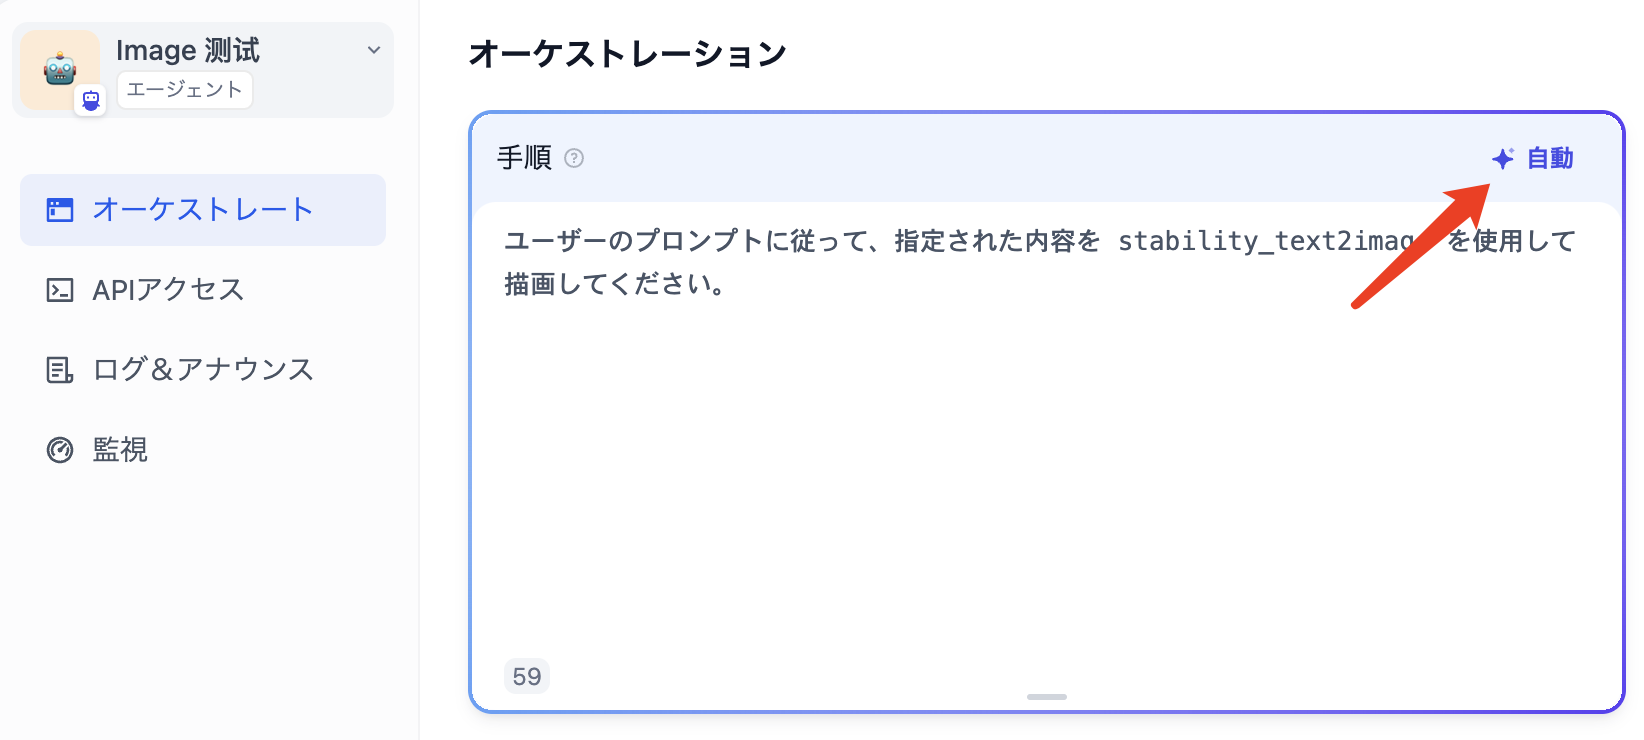 Image 测试
エージェント
オーケストレート
APIアクセス
ログ&アナウンス
監視
オーケストレーション
手順
自動
ユーザーのプロンプトに従って、指定された内容を stability_text2imag を使用して
描画してください。
59